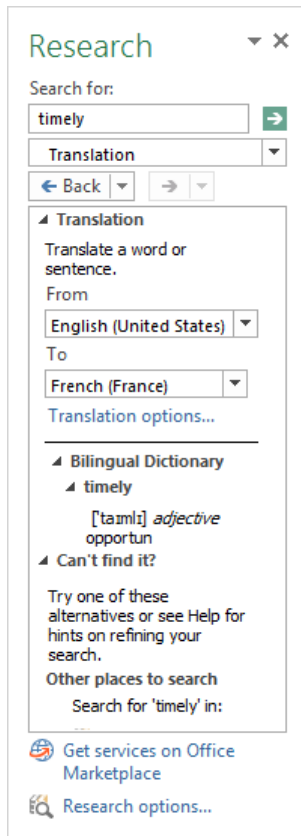 Research
Search for:
timely
Translation
Back
Translation
Translate a word or
sentence.
From
English (United States)
To
French (France)
Translation options...
Bilingual Dictionary
timely
['taɪmlɪ] adjective
opportun
Can't find it?
Try one of these
alternatives or see Help for
hints on refining your
search.
Other places to search
Search for 'timely' in:
Get services on Office
Marketplace
Research options...